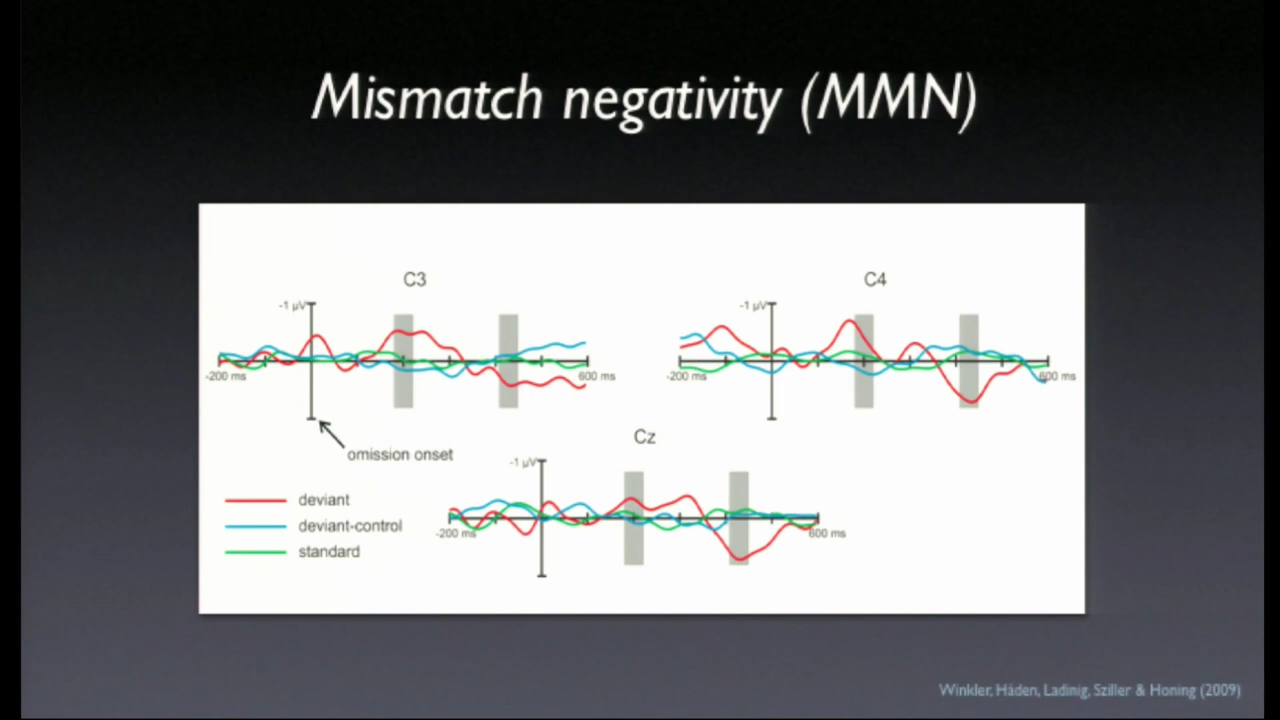 Mismatch negativity (MMN)
C3
C4
-1 µV
-1 µV
-200 ms
600 ms
-200 ms
600 ms
omission onset
Cz
-1 µV
-200 ms
600 ms
deviant
deviant-control
standard
Winkler, Háden, Ladinig, Sziller & Honing (2009)